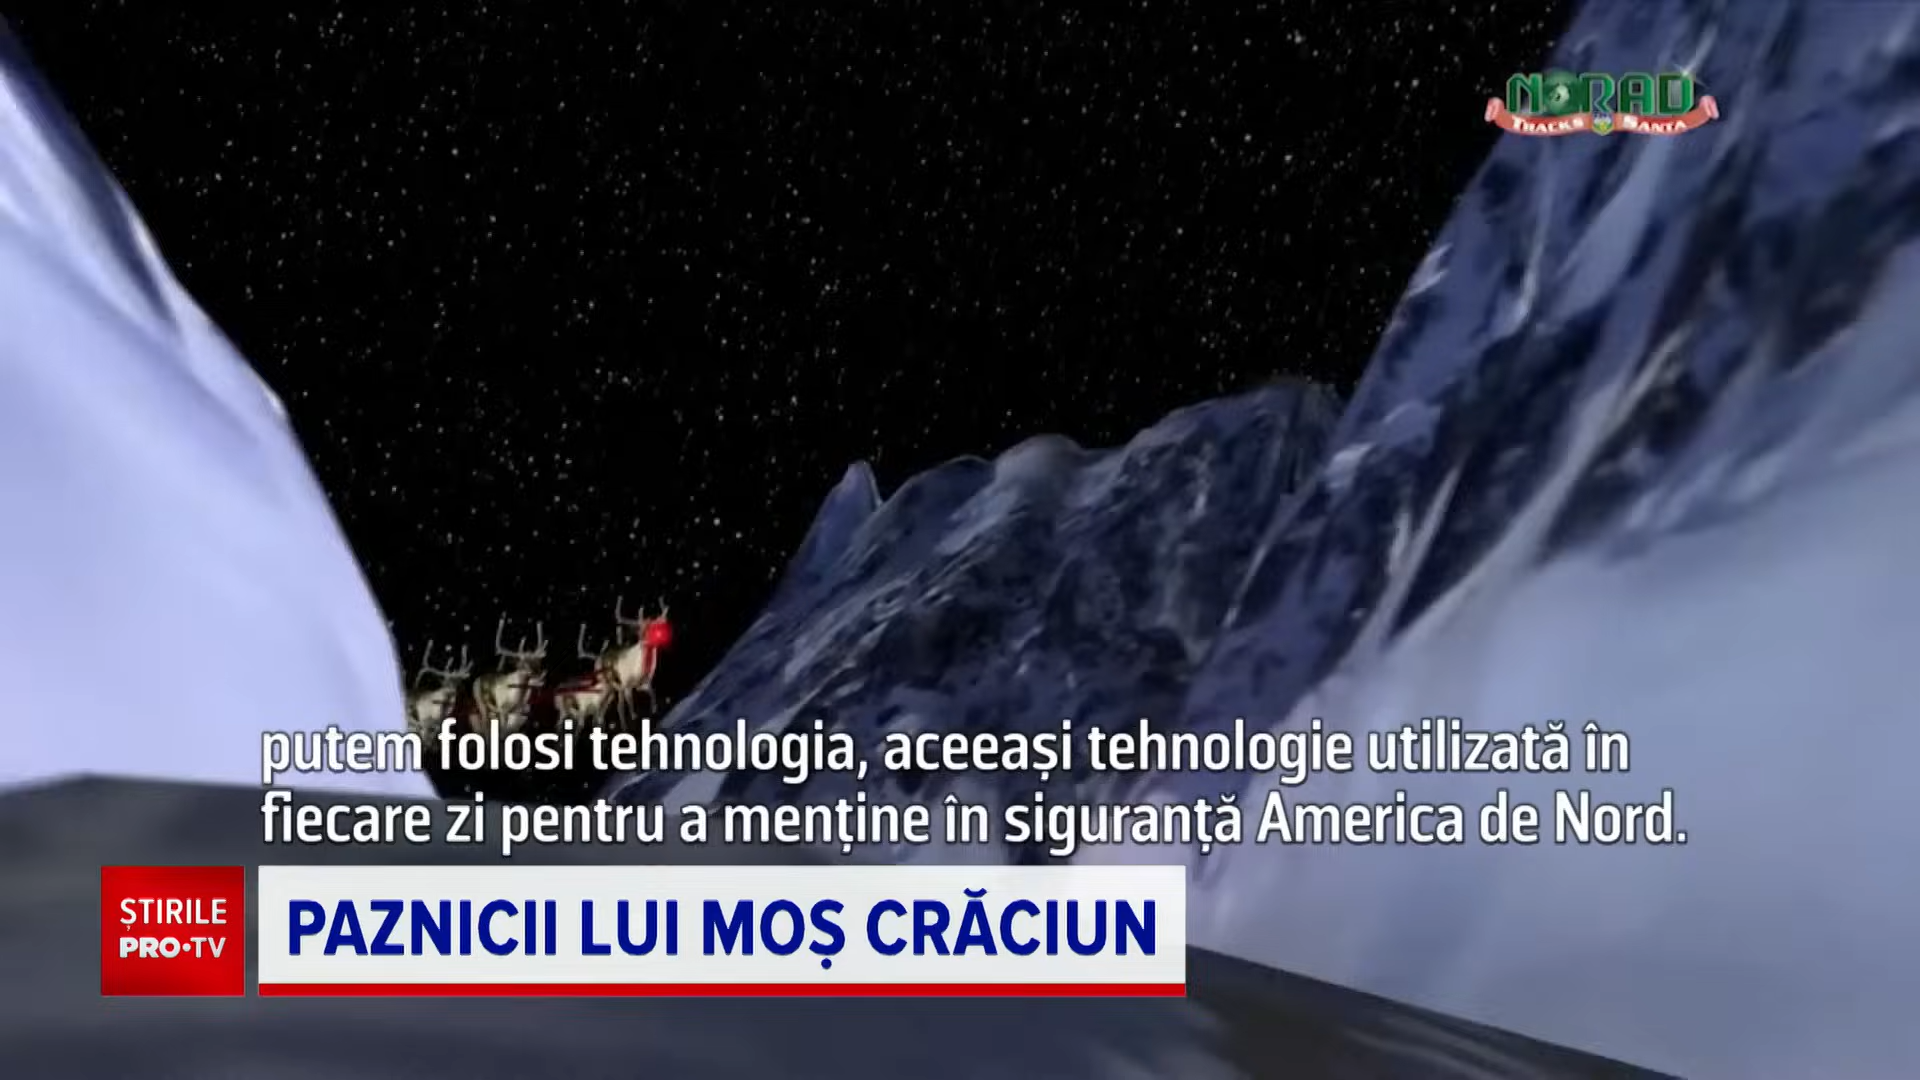 NORAD
TRACKS SANTA
putem folosi tehnologia, aceeași tehnologie utilizată în
fiecare zi pentru a menține în siguranță America de Nord.
ȘTIRILE
PRO•TV
PAZNICII LUI MOȘ CRĂCIUN